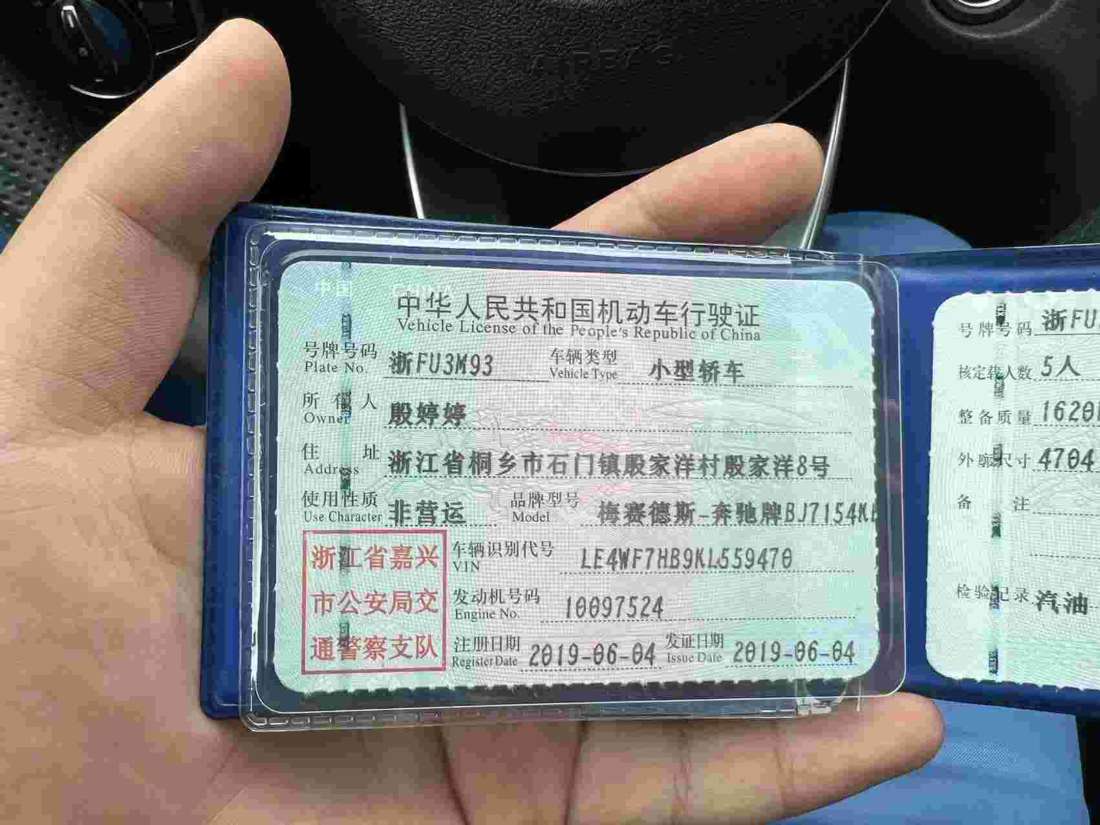 中国 CHINA
中华人民共和国机动车行驶证
Vehicle License of the People's Republic of China
号牌号码 浙FU3M93 车辆类型 小型轿车
Plate No. Vehicle Type
所有人 殷婷婷
Owner
住址 浙江省桐乡市石门镇殷家洋村殷家洋8号
Address
使用性质 非营运 品牌型号 梅赛德斯-奔驰牌BJ7154K
Use Character Model
浙江省嘉兴
市公安局交
通警察支队
车辆识别代号 LE4WF7HB9KL559470
VIN
发动机号码 10097524
Engine No.
注册日期 2019-06-04 发证日期 2019-06-04
Register Date Issue Date
号牌号码 浙FU
核定载人数 5人
整备质量 1620
外廓尺寸 4704
备注
检验记录 汽油